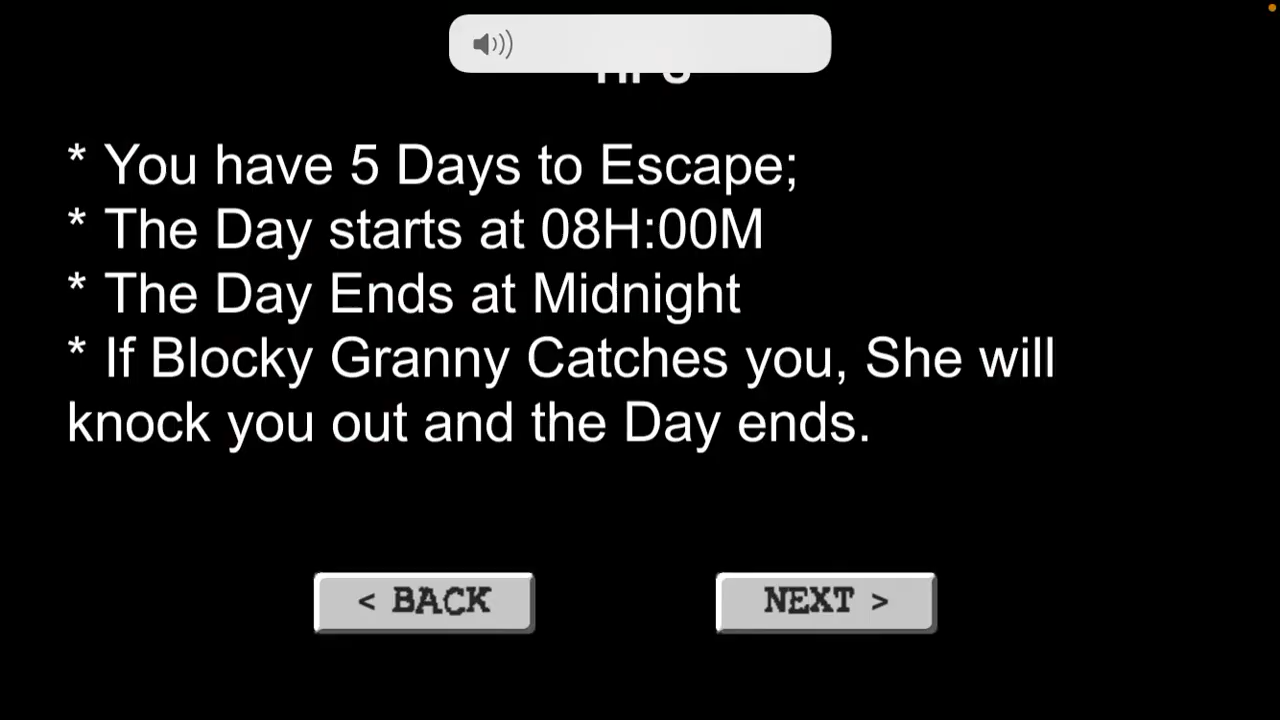 * You have 5 Days to Escape;
* The Day starts at 08H:00M
* The Day Ends at Midnight
* If Blocky Granny Catches you, She will
knock you out and the Day ends.
< BACK
NEXT >